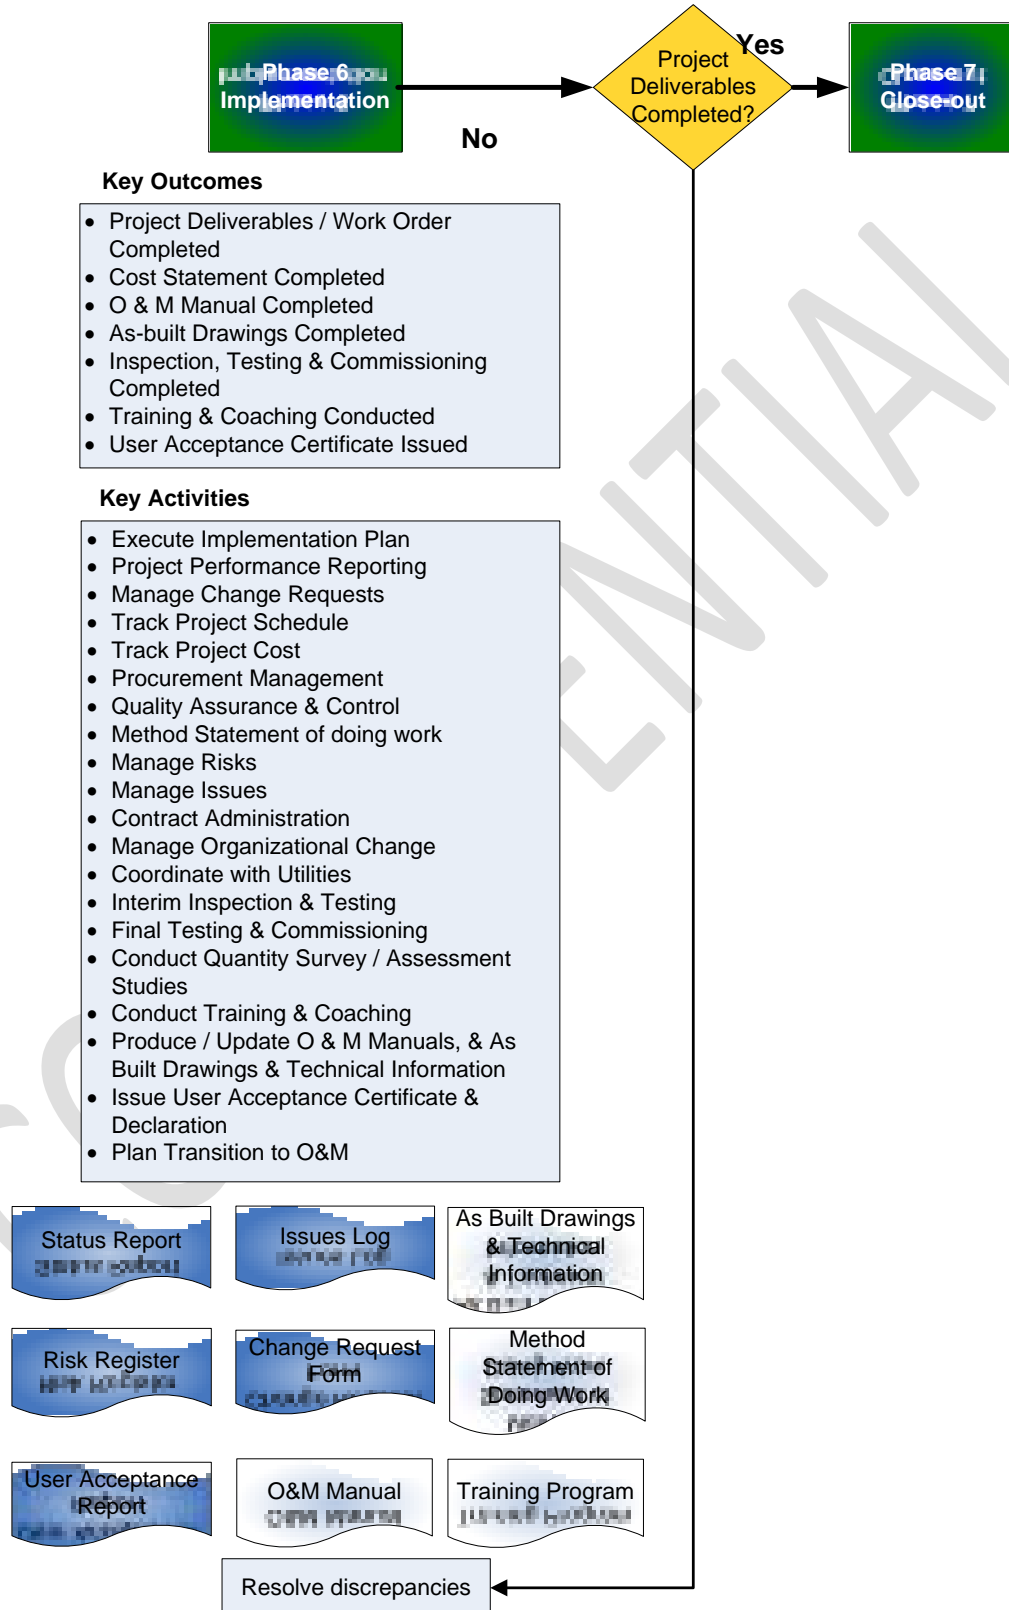 Phase 6
Implementation
Project
Deliverables
Completed?
Yes
Phase 7
Close-out
No
Key Outcomes
• Project Deliverables / Work Order
Completed
• Cost Statement Completed
• O & M Manual Completed
• As-built Drawings Completed
• Inspection, Testing & Commissioning
Completed
• Training & Coaching Conducted
• User Acceptance Certificate Issued
Key Activities
• Execute Implementation Plan
• Project Performance Reporting
• Manage Change Requests
• Track Project Schedule
• Track Project Cost
• Procurement Management
• Quality Assurance & Control
• Method Statement of doing work
• Manage Risks
• Manage Issues
• Contract Administration
• Manage Organizational Change
• Coordinate with Utilities
• Interim Inspection & Testing
• Final Testing & Commissioning
• Conduct Quantity Survey / Assessment
Studies
• Conduct Training & Coaching
• Produce / Update O & M Manuals, & As
Built Drawings & Technical Information
• Issue User Acceptance Certificate &
Declaration
• Plan Transition to O&M
Status Report
Issues Log
As Built Drawings
& Technical
Information
Risk Register
Change Request
Form
Method
Statement of
Doing Work
User Acceptance
Report
O&M Manual
Training Program
Resolve discrepancies